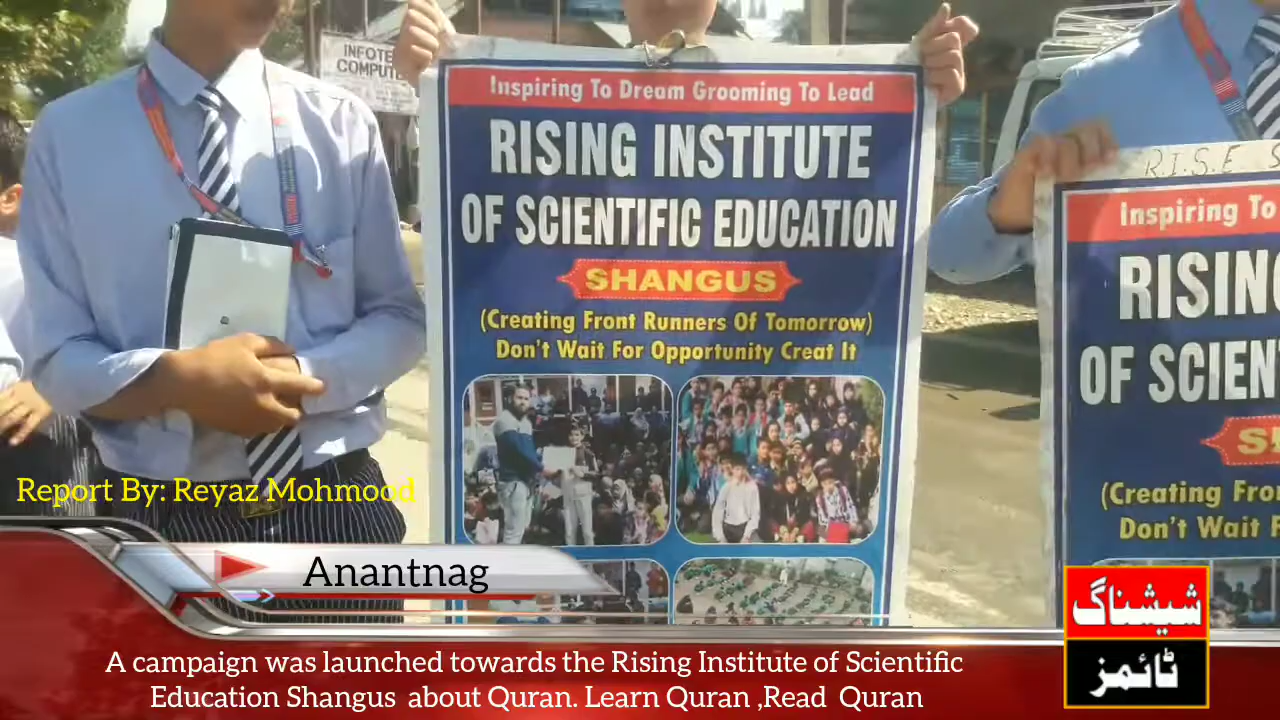 INFOTE
COMPUT
Inspiring To Dream Grooming To Lead
RISING INSTITUTE
OF SCIENTIFIC EDUCATION
SHANGUS
(Creating Front Runners Of Tomorrow)
Don't Wait For Opportunity Creat It
R.I.S.E S
Inspiring To
RISING
OF SCIEN
(Creating Fro
Don't Wait F
Report By: Reyaz Mohmood
Anantnag
A campaign was launched towards the Rising Institute of Scientific
Education Shangus about Quran. Learn Quran ,Read Quran
شیشناگ
ٹائمز